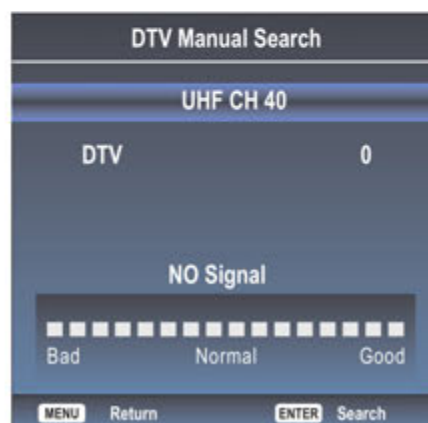 DTV Manual Search
UHF CH 40
DTV 0
NO Signal
Bad Normal Good
MENU Return ENTER Search